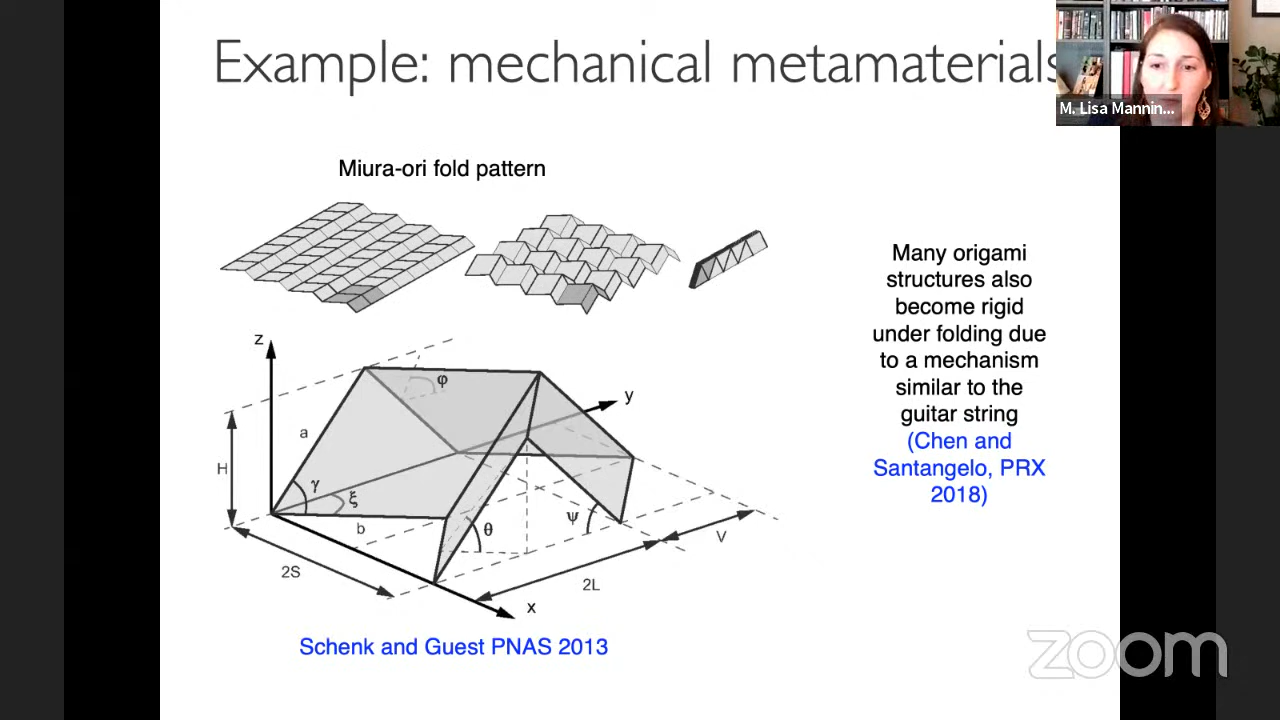 Example: mechanical metamaterials
M. Lisa Mannin...
Miura-ori fold pattern
Many origami
structures also
become rigid
under folding due
to a mechanism
similar to the
guitar string
(Chen and
Santangelo, PRX
2018)
z
φ
y
a
H
γ
ξ
b
θ
ψ
V
2S
2L
x
Schenk and Guest PNAS 2013
zoom